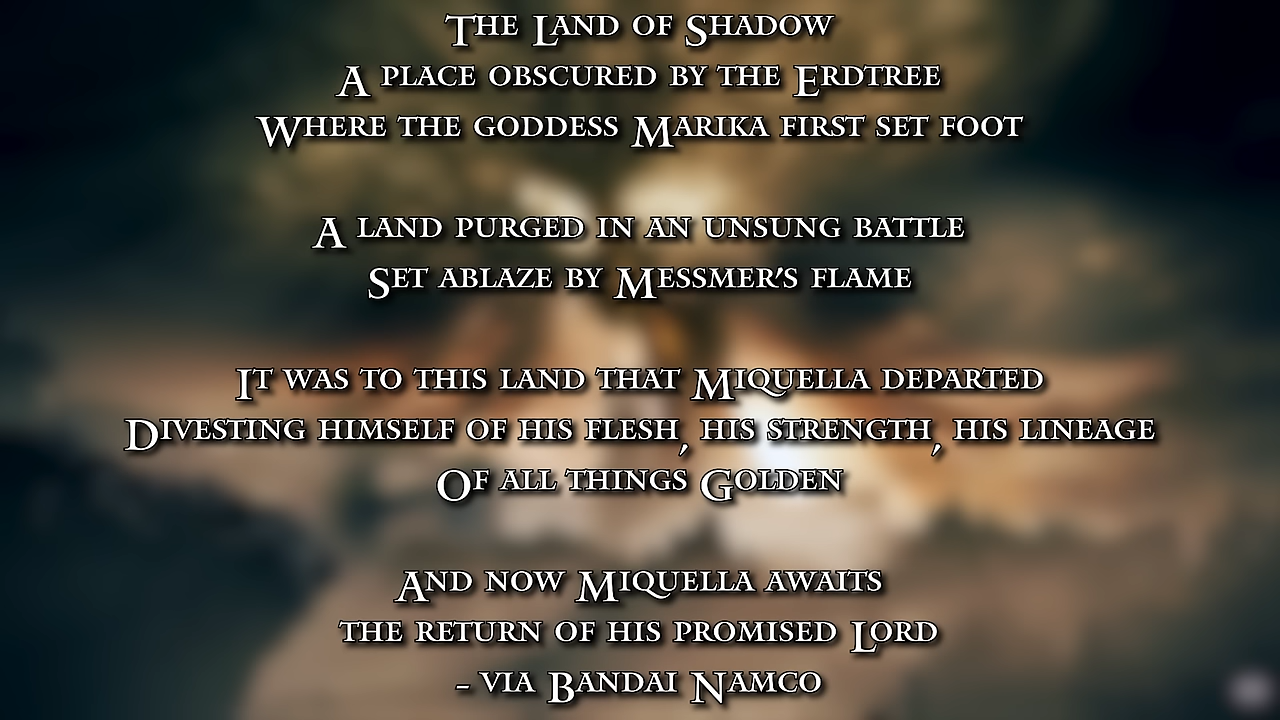 The Land of Shadow
A place obscured by the Erdtree
Where the goddess Marika first set foot
A land purged in an unsung battle
Set ablaze by Messmer's flame
It was to this land that Miquella departed
Divesting himself of his flesh, his strength, his lineage
Of all things Golden
And now Miquella awaits
the return of his promised Lord
- via Bandai Namco